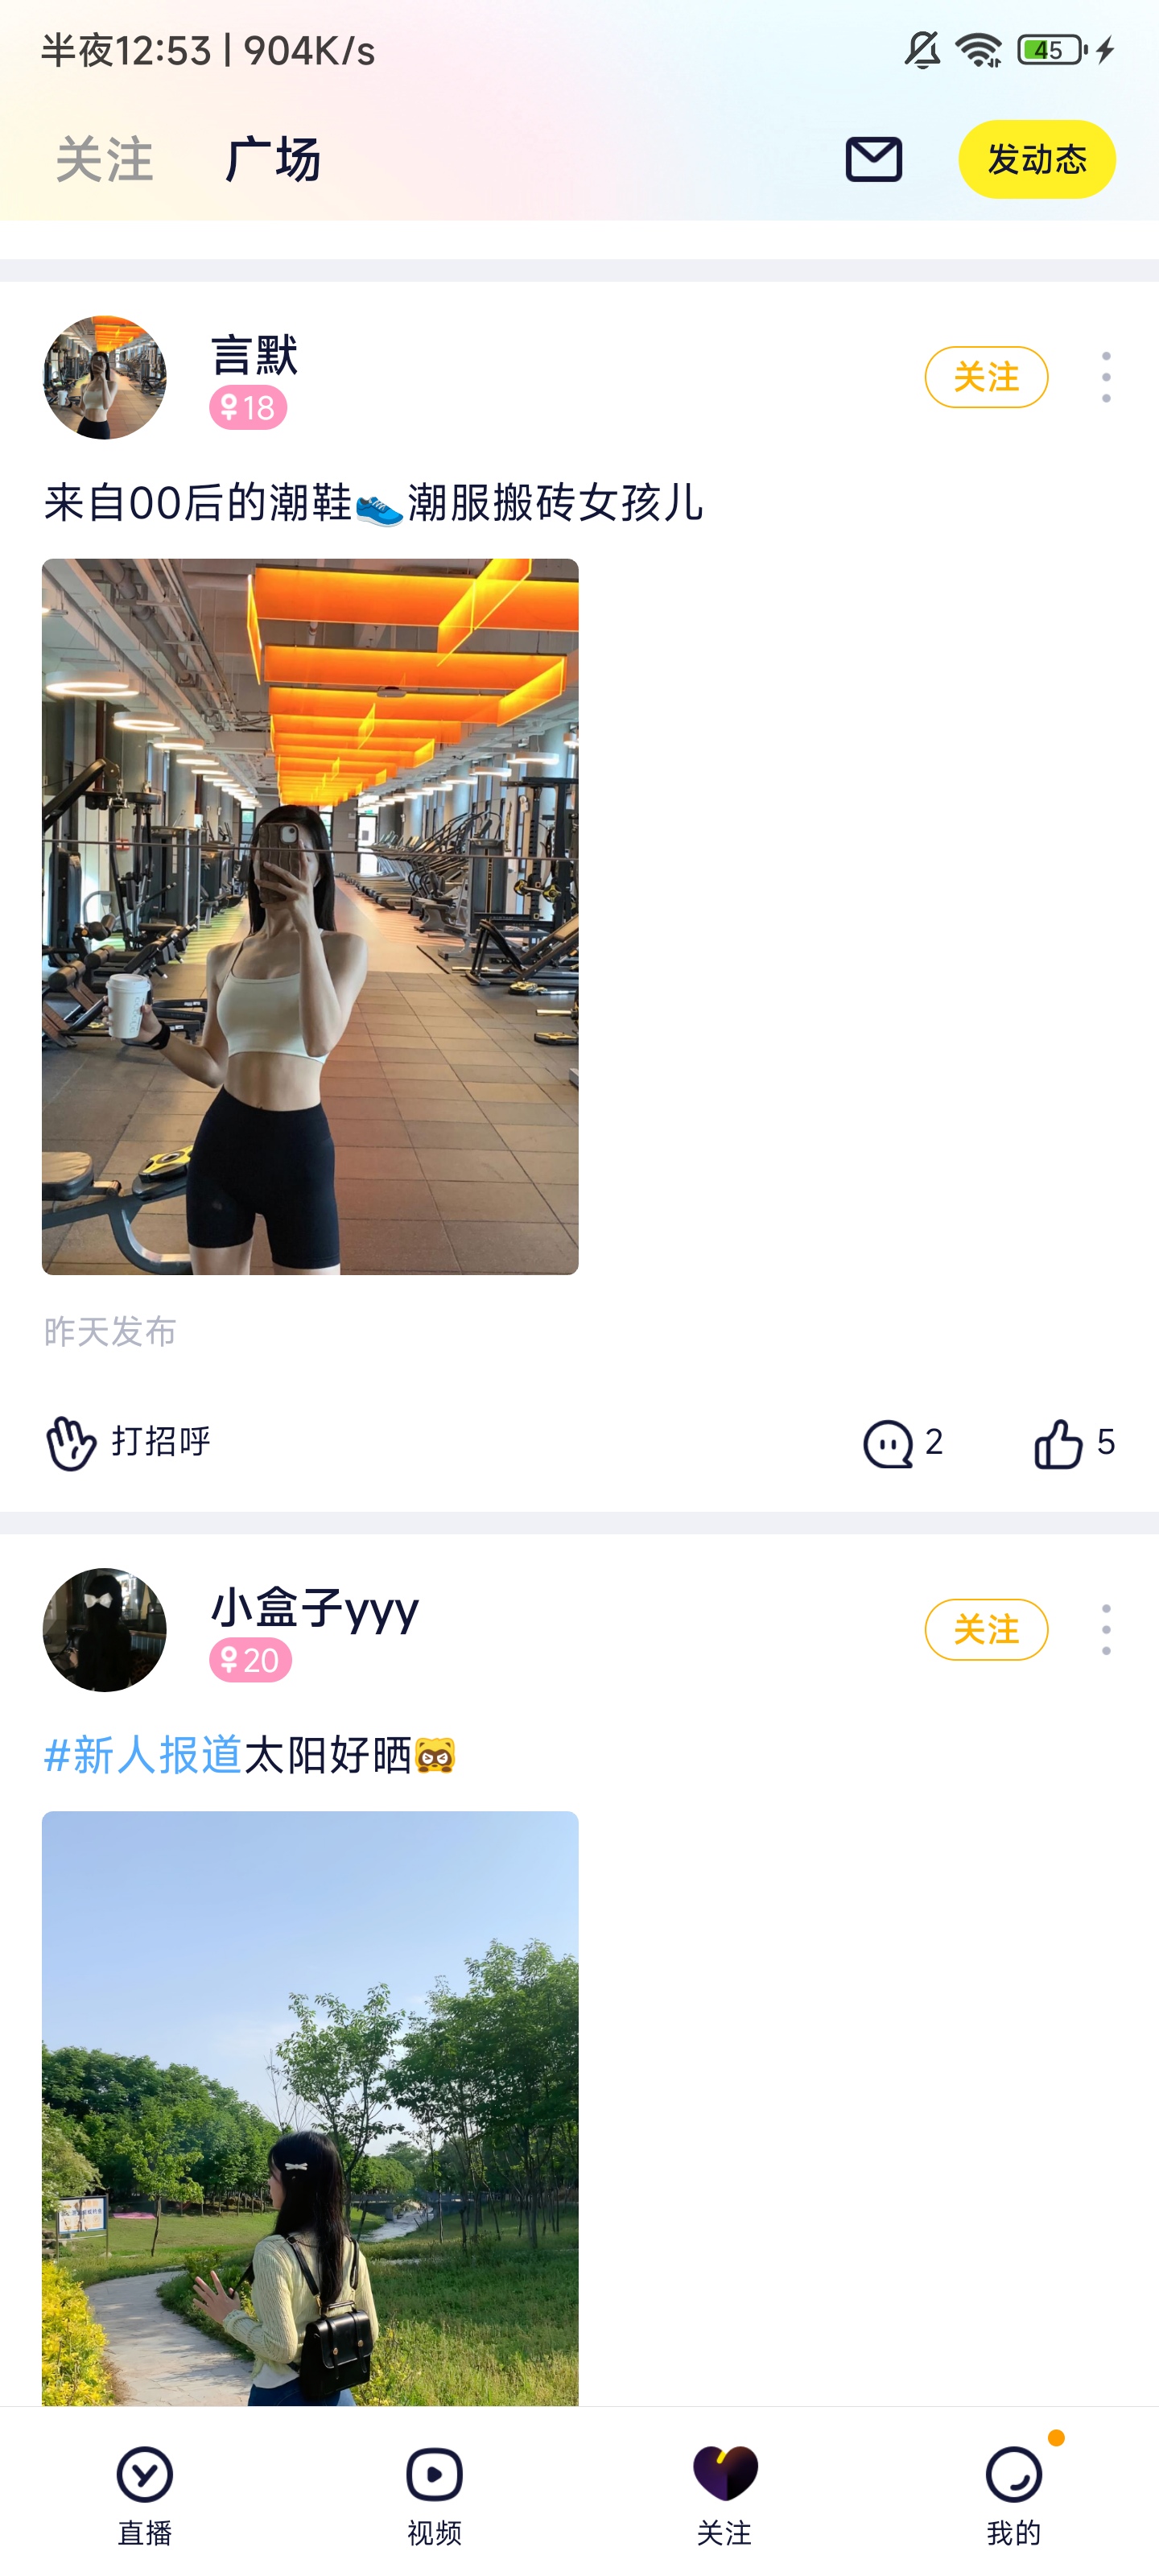 半夜12:53 | 904K/s
45
关注 广场 发动态
言默
18
关注
来自00后的潮鞋👟潮服搬砖女孩儿
昨天发布
打招呼 2 5
小盒子yyy
20
关注
#新人报道太阳好晒
直播 视频 关注 我的